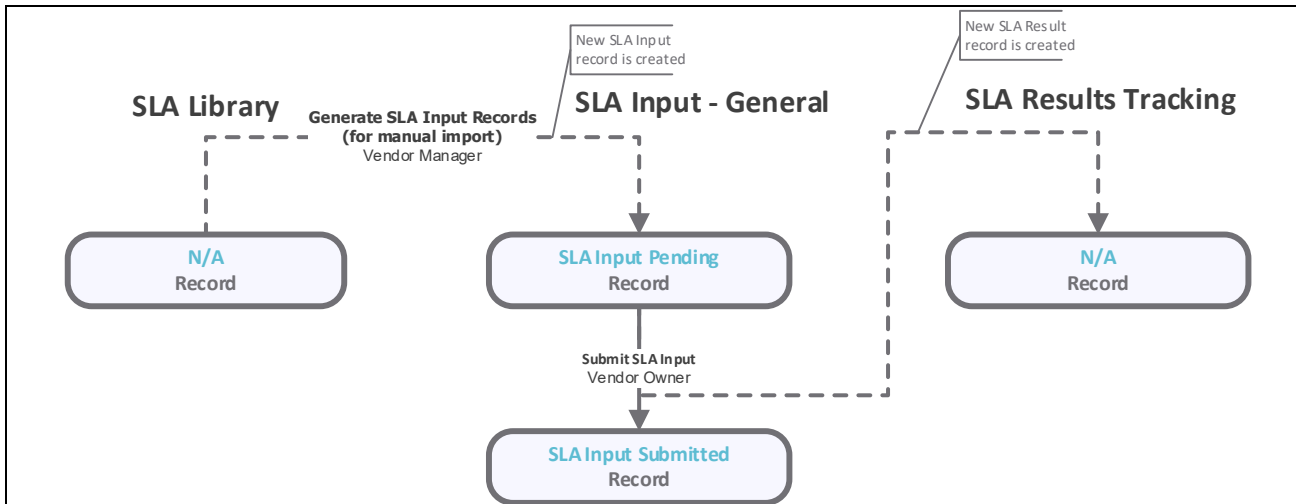 New SLA Input
record is created
New SLA Result
record is created
SLA Library
SLA Input - General
SLA Results Tracking
Generate SLA Input Records
(for manual import)
Vendor Manager
N/A
Record
SLA Input Pending
Record
N/A
Record
Submit SLA Input
Vendor Owner
SLA Input Submitted
Record